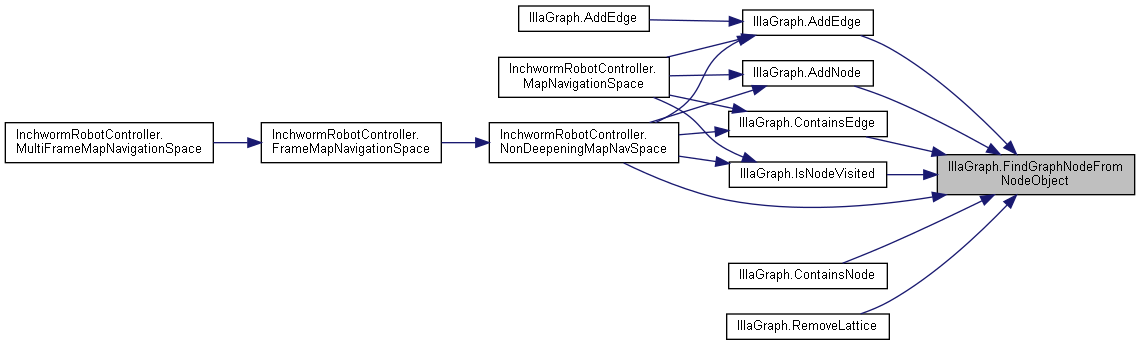 IllaGraph.AddEdge
IllaGraph.AddEdge
InchwormRobotController.
MapNavigationSpace
IllaGraph.AddNode
IllaGraph.ContainsEdge
InchwormRobotController.
MultiFrameMapNavigationSpace
InchwormRobotController.
FrameMapNavigationSpace
InchwormRobotController.
NonDeepeningMapNavSpace
IllaGraph.IsNodeVisited
IllaGraph.FindGraphNodeFrom
NodeObject
IllaGraph.ContainsNode
IllaGraph.RemoveLattice